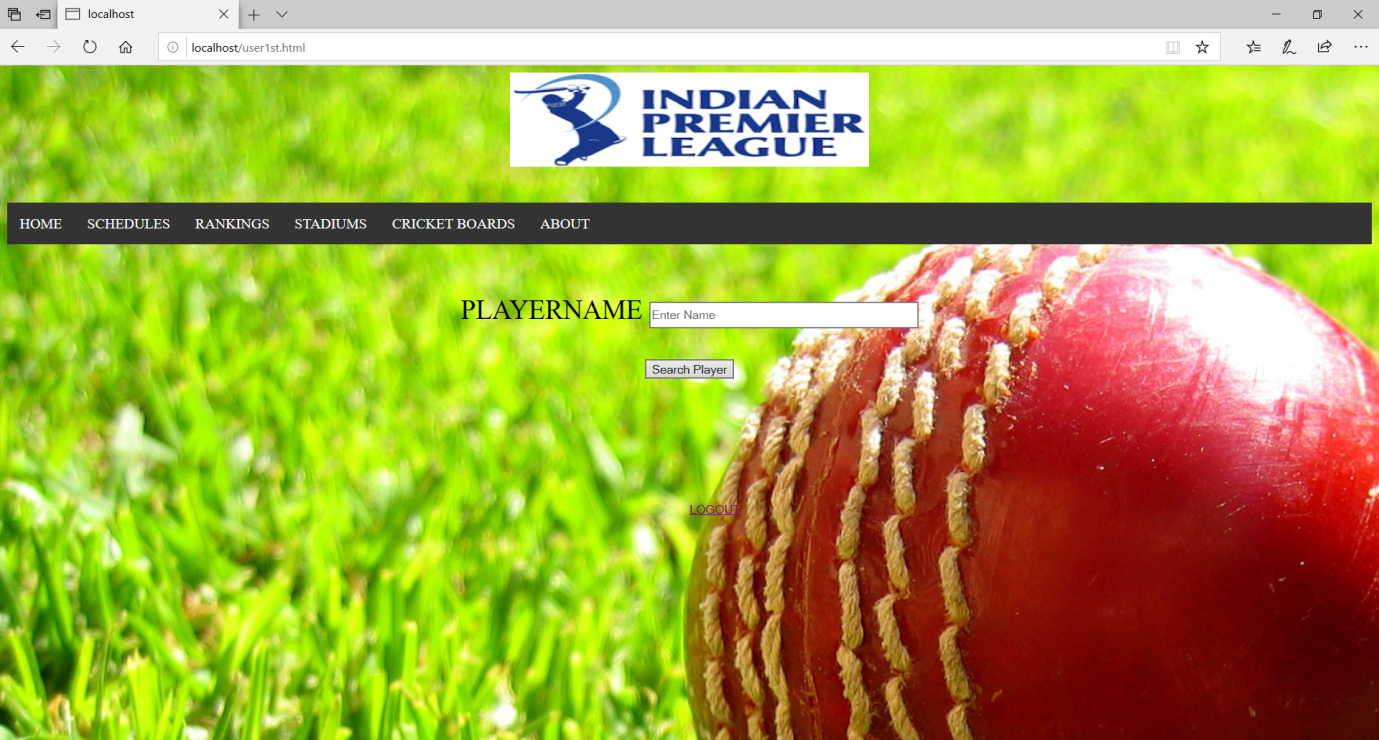 localhost
localhost/user1st.html
INDIAN
PREMIER
LEAGUE
HOME SCHEDULES RANKINGS STADIUMS CRICKET BOARDS ABOUT
PLAYERNAME Enter Name
Search Player
LOGOUT